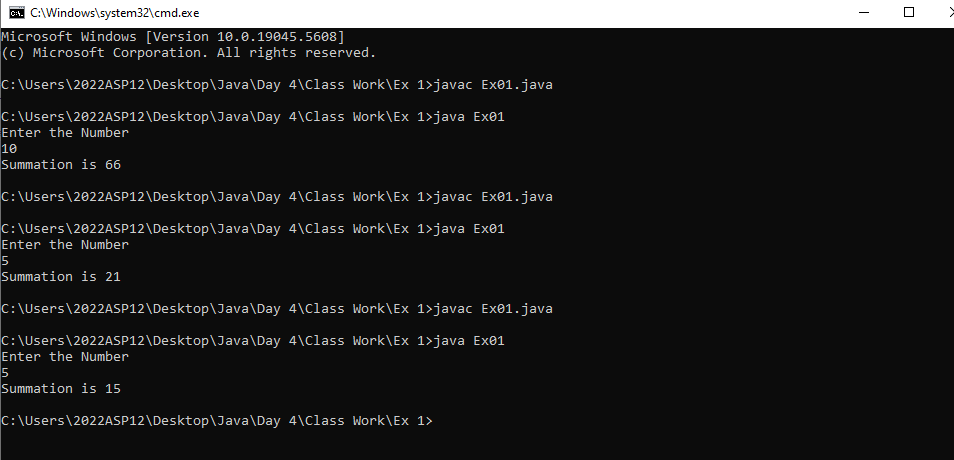 C:\Windows\system32\cmd.exe
Microsoft Windows [Version 10.0.19045.5608]
(c) Microsoft Corporation. All rights reserved.
C:\Users\2022ASP12\Desktop\Java\Day 4\Class Work\Ex 1>javac Ex01.java
C:\Users\2022ASP12\Desktop\Java\Day 4\Class Work\Ex 1>java Ex01
Enter the Number
10
Summation is 66
C:\Users\2022ASP12\Desktop\Java\Day 4\Class Work\Ex 1>javac Ex01.java
C:\Users\2022ASP12\Desktop\Java\Day 4\Class Work\Ex 1>java Ex01
Enter the Number
5
Summation is 21
C:\Users\2022ASP12\Desktop\Java\Day 4\Class Work\Ex 1>javac Ex01.java
C:\Users\2022ASP12\Desktop\Java\Day 4\Class Work\Ex 1>java Ex01
Enter the Number
5
Summation is 15
C:\Users\2022ASP12\Desktop\Java\Day 4\Class Work\Ex 1>